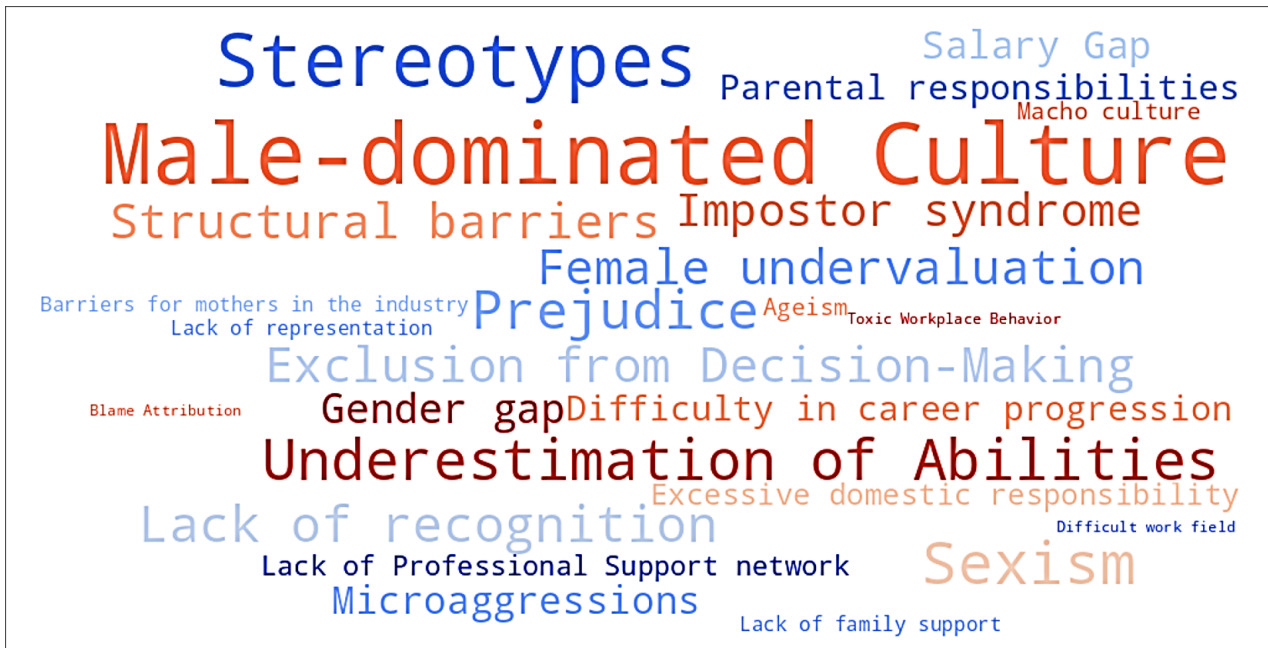 Stereotypes
Salary Gap
Parental responsibilities
Macho culture
Male-dominated Culture
Structural barriers
Impostor syndrome
Female undervaluation
Barriers for mothers in the industry
Prejudice
Ageism
Toxic Workplace Behavior
Lack of representation
Exclusion from Decision-Making
Blame Attribution
Gender gap
Difficulty in career progression
Underestimation of Abilities
Excessive domestic responsibility
Lack of recognition
Difficult work field
Lack of Professional Support network
Sexism
Microaggressions
Lack of family support